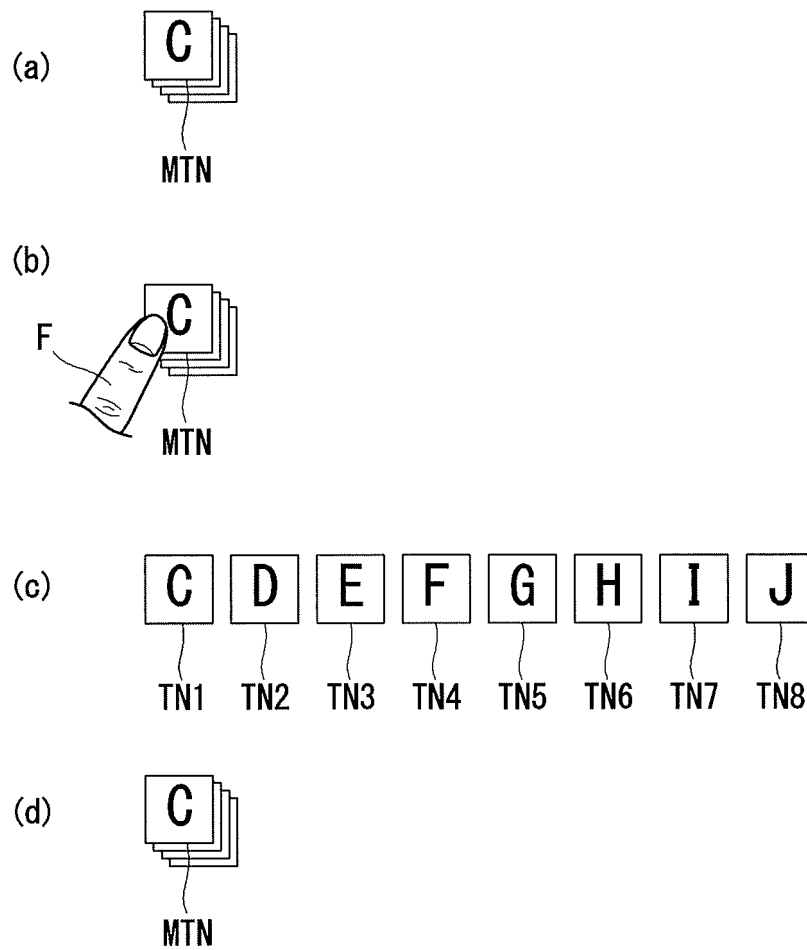 (a)
C
MTN
(b)
C
F
MTN
(c)
C D E F G H I J
TN1 TN2 TN3 TN4 TN5 TN6 TN7 TN8
(d)
C
MTN